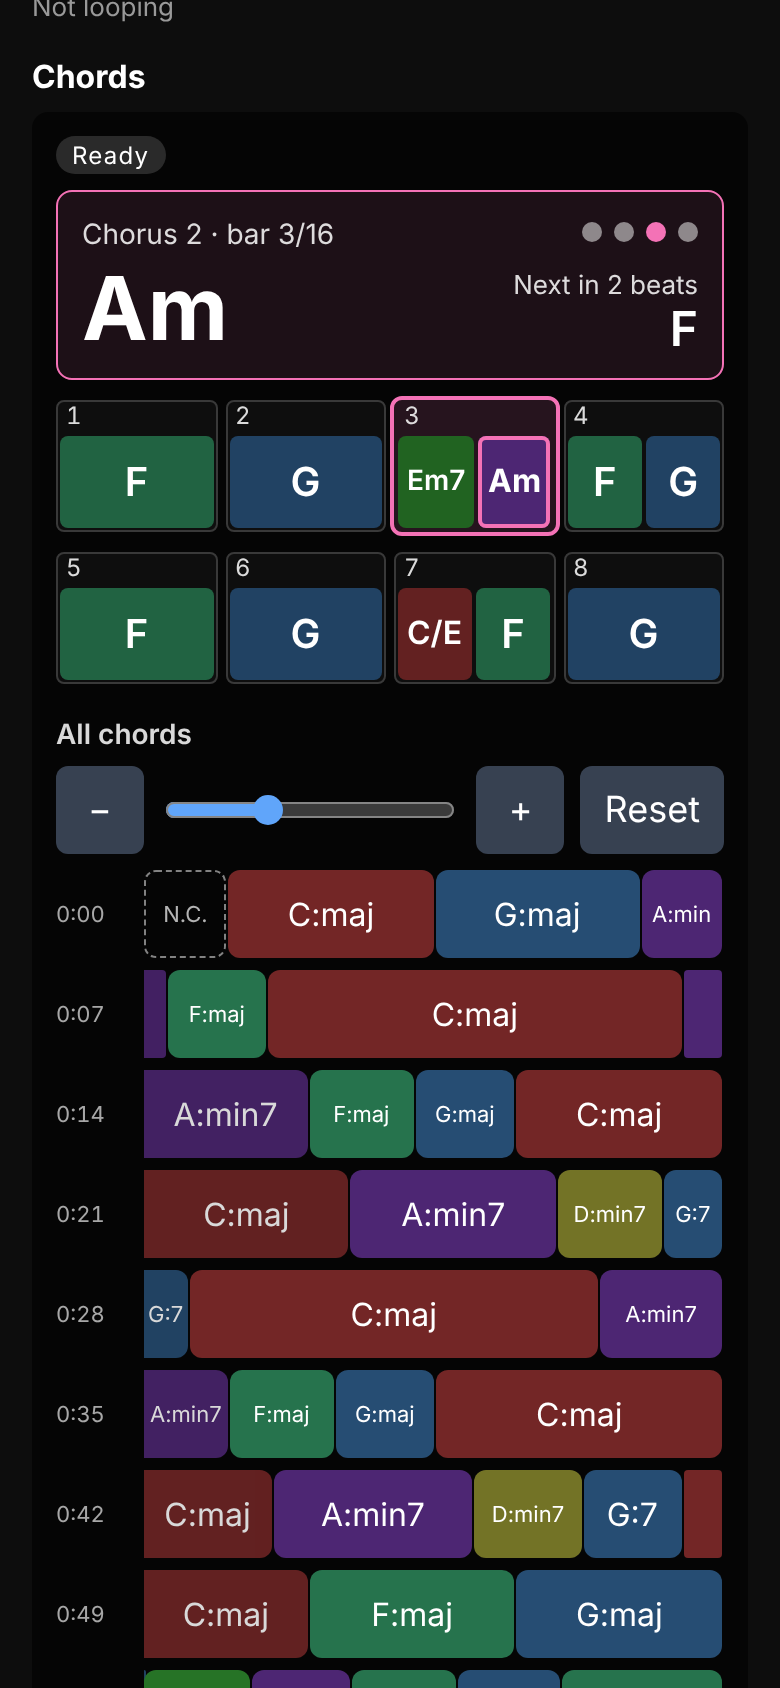 Not looping
Chords
Ready
Chorus 2 · bar 3/16
Am
Next in 2 beats
F
1 2 3 4
F G Em7 Am F G
5 6 7 8
F G C/E F G
All chords
− + Reset
0:00 N.C. C:maj G:maj A:min
0:07 F:maj C:maj
0:14 A:min7 F:maj G:maj C:maj
0:21 C:maj A:min7 D:min7 G:7
0:28 G:7 C:maj A:min7
0:35 A:min7 F:maj G:maj C:maj
0:42 C:maj A:min7 D:min7 G:7
0:49 C:maj F:maj G:maj